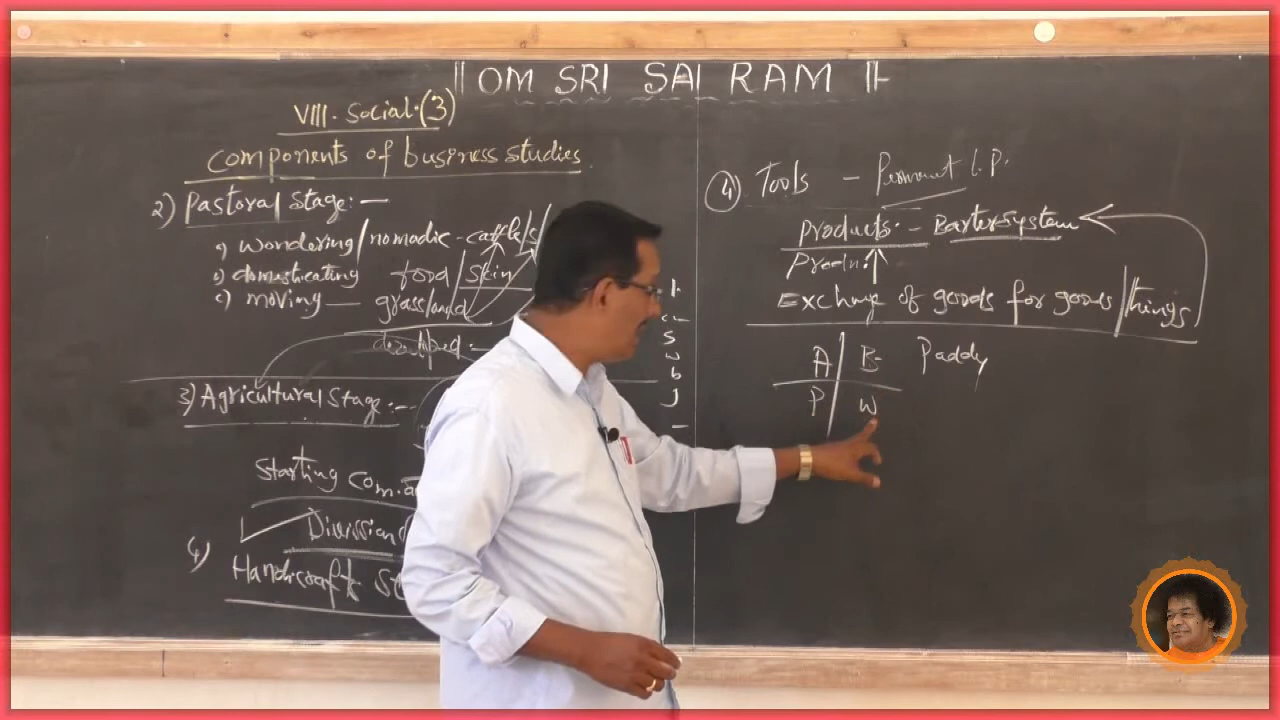 || OM SRI SAI RAM ||
VIII. Social. (3)
Components of business studies
2) Pastoral Stage: —
a) Wondering / nomadic - cattle/s/
b) domesticating food / skin
c) moving — grassland
3) Agricultural Stage: —
Starting Com.
Division
4) Handicraft St
4) Tools - Permanent L.P.
Products: - Barter System
Prodn: ↑
Exchange of goods for goods / things
A | B - Paddy
P | W